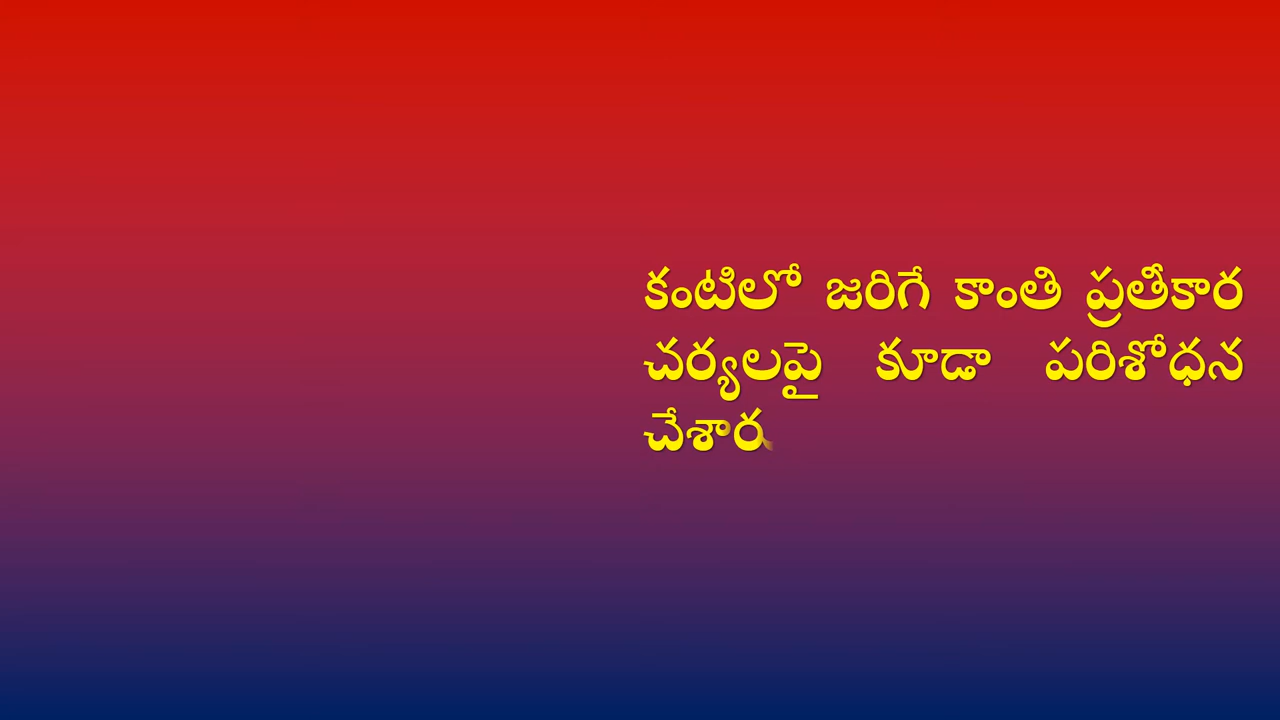 కంటిలో జరిగే కాంతి ప్రతీకార
చర్యలపై కూడా పరిశోధన
చేశార